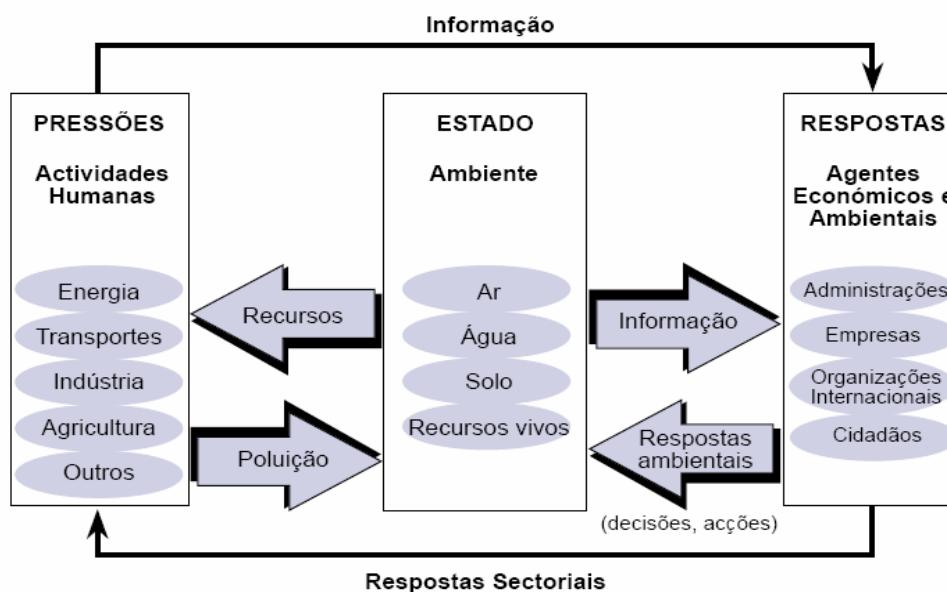 Informação
PRESSÕES
Actividades
Humanas
Energia
Transportes
Indústria
Agricultura
Outros
Recursos
Poluição
ESTADO
Ambiente
Ar
Água
Solo
Recursos vivos
Informação
Respostas
ambientais
(decisões, acções)
RESPOSTAS
Agentes
Económicos e
Ambientais
Administrações
Empresas
Organizações
Internacionais
Cidadãos
Respostas Sectoriais